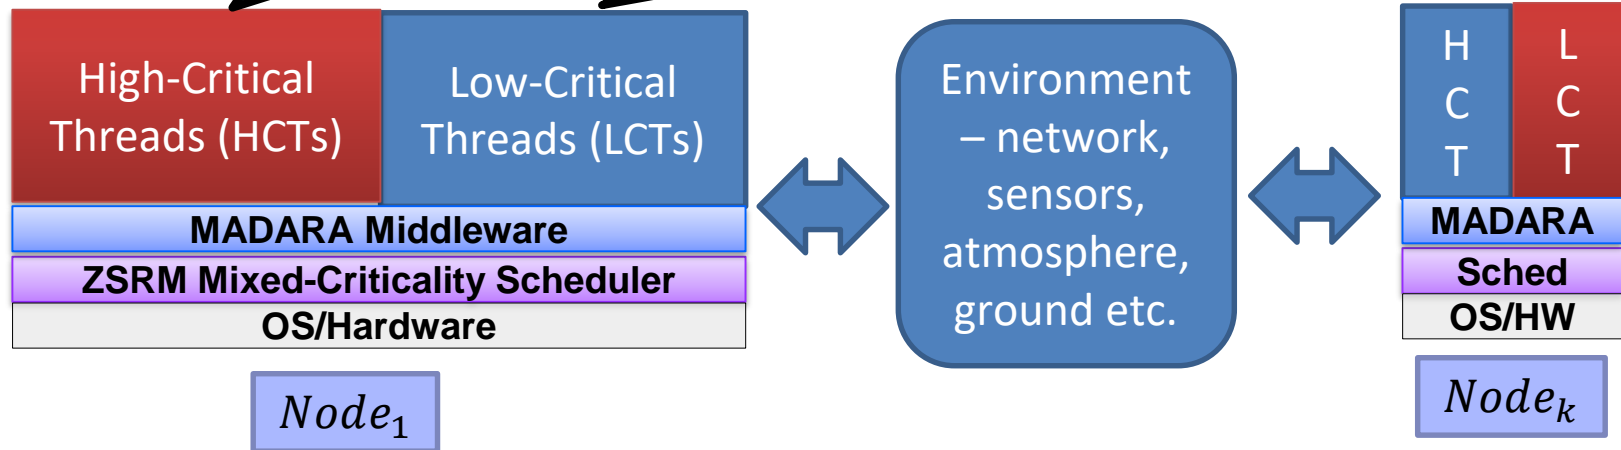 High-Critical
Threads (HCTs)
Low-Critical
Threads (LCTs)
MADARA Middleware
ZSRM Mixed-Criticality Scheduler
OS/Hardware
Node₁
Environment
– network,
sensors,
atmosphere,
ground etc.
H
C
T
L
C
T
MADARA
Sched
OS/HW
Nodeₖ